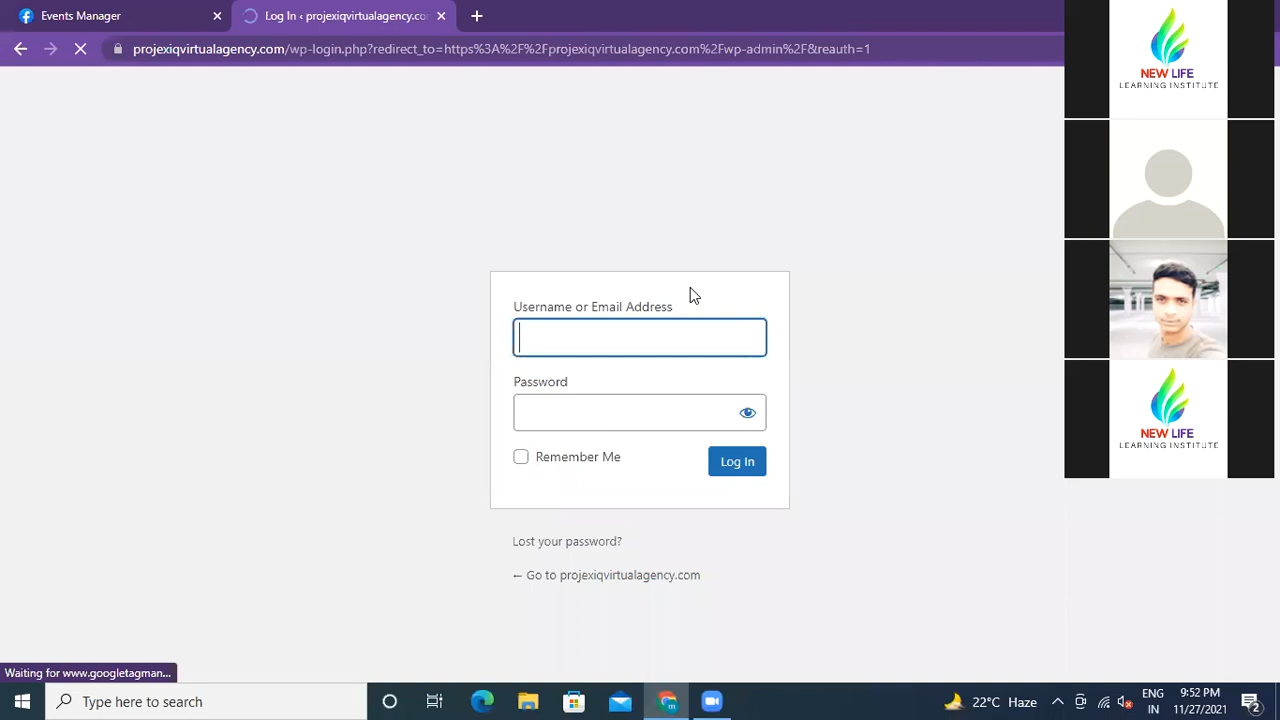 Events Manager
Log In ‹ projexiqvirtualagency.co
projexiqvirtualagency.com/wp-login.php?redirect_to=https%3A%2F%2Fprojexiqvirtualagency.com%2Fwp-admin%2F&reauth=1
NEW LIFE
LEARNING INSTITUTE
Username or Email Address
Password
Remember Me
Log In
NEW LIFE
LEARNING INSTITUTE
Lost your password?
← Go to projexiqvirtualagency.com
Waiting for www.googletagman...
Type here to search
22°C Haze
ENG
IN
9:52 PM
11/27/2021
2